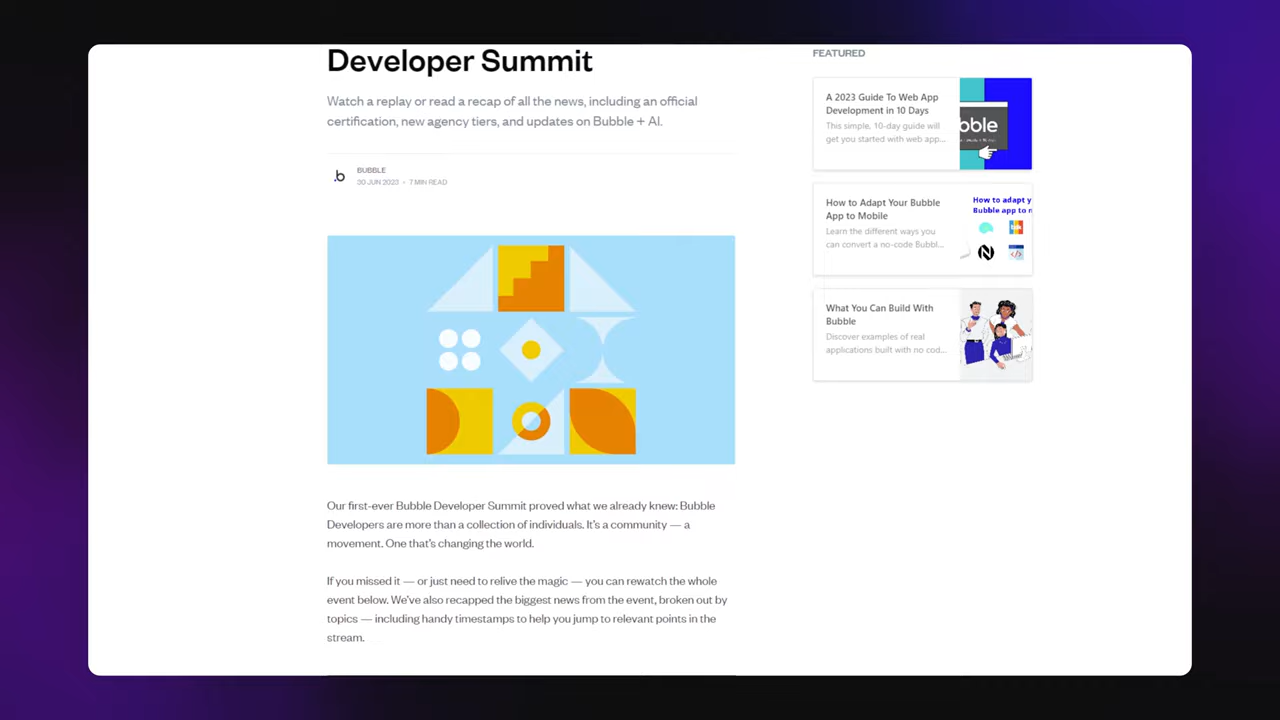 Developer Summit
Watch a replay or read a recap of all the news, including an official
certification, new agency tiers, and updates on Bubble + AI.
.b
BUBBLE
30 JUN 2023 • 7 MIN READ
Our first-ever Bubble Developer Summit proved what we already knew: Bubble
Developers are more than a collection of individuals. It's a community — a
movement. One that's changing the world.
If you missed it — or just need to relive the magic — you can rewatch the whole
event below. We've also recapped the biggest news from the event, broken out by
topics — including handy timestamps to help you jump to relevant points in the
stream.
FEATURED
A 2023 Guide To Web App
Development in 10 Days
This simple, 10-day guide will
get you started with web app...
bble
How to Adapt Your Bubble
App to Mobile
Learn the different ways you
can convert a no-code Bubbl...
How to adapt y
Bubble app to
What You Can Build With
Bubble
Discover examples of real
applications built with no cod...